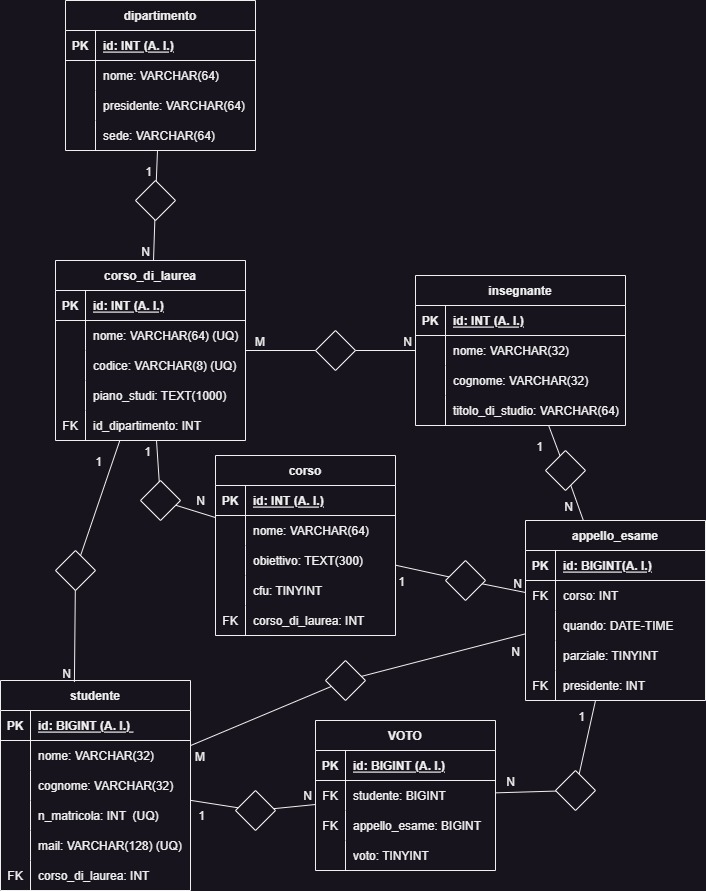 dipartimento
PK id: INT (A. I.)
nome: VARCHAR(64)
presidente: VARCHAR(64)
sede: VARCHAR(64)
1
N
corso_di_laurea
PK id: INT (A. I.)
nome: VARCHAR(64) (UQ)
codice: VARCHAR(8) (UQ)
piano_studi: TEXT(1000)
FK id_dipartimento: INT
M
N
insegnante
PK id: INT (A. I.)
nome: VARCHAR(32)
cognome: VARCHAR(32)
titolo_di_studio: VARCHAR(64)
1
N
1
1
N
corso
PK id: INT (A. I.)
nome: VARCHAR(64)
obiettivo: TEXT(300)
cfu: TINYINT
FK corso_di_laurea: INT
1
N
appello_esame
PK id: BIGINT(A. I.)
FK corso: INT
quando: DATE-TIME
parziale: TINYINT
FK presidente: INT
N
N
M
1
studente
PK id: BIGINT (A. I.)
nome: VARCHAR(32)
cognome: VARCHAR(32)
n_matricola: INT (UQ)
mail: VARCHAR(128) (UQ)
FK corso_di_laurea: INT
1
N
VOTO
PK id: BIGINT (A. I.)
FK studente: BIGINT
FK appello_esame: BIGINT
voto: TINYINT
N